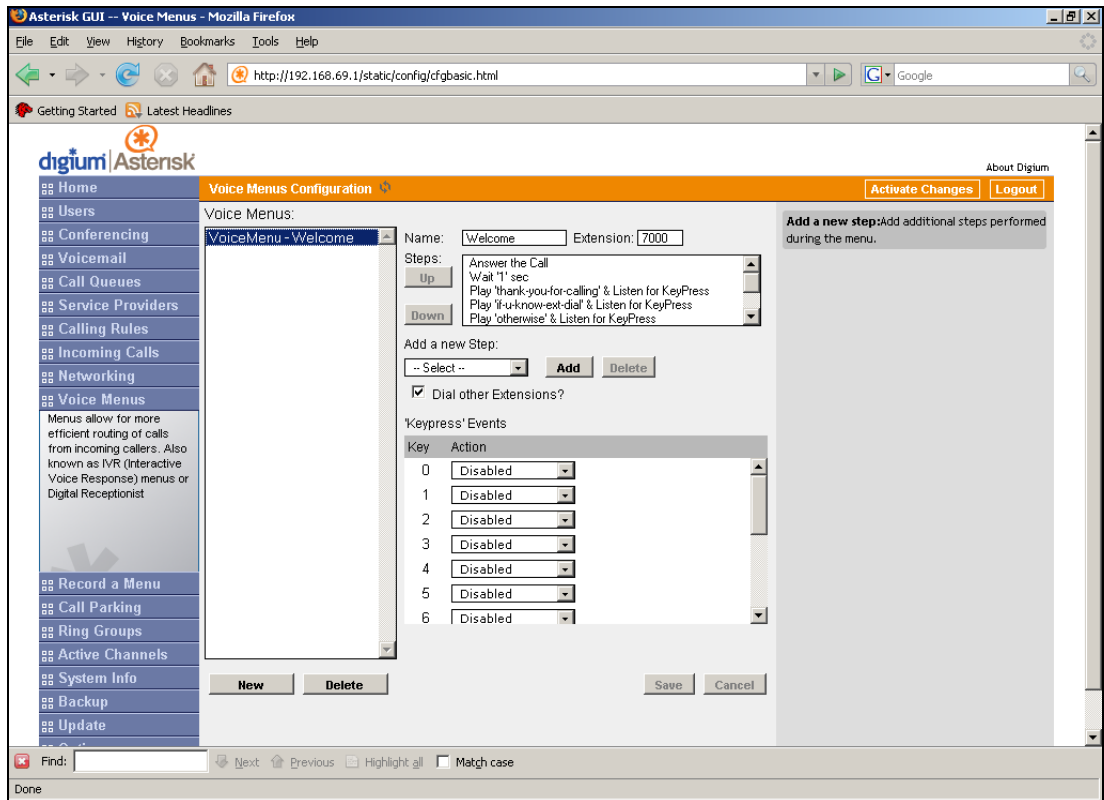 Asterisk GUI -- Voice Menus - Mozilla Firefox
File Edit View History Bookmarks Tools Help
http://192.168.69.1/static/config/cfgbasic.html
G Google
Getting Started Latest Headlines
digium Asterisk
About Digium
Home
Users
Conferencing
Voicemail
Call Queues
Service Providers
Calling Rules
Incoming Calls
Networking
Voice Menus
Menus allow for more
efficient routing of calls
from incoming callers. Also
known as IVR (Interactive
Voice Response) menus or
Digital Receptionist
Record a Menu
Call Parking
Ring Groups
Active Channels
System Info
Backup
Update
Voice Menus Configuration
Activate Changes Logout
Voice Menus:
VoiceMenu - Welcome
New Delete
Name: Welcome Extension: 7000
Steps:
Up
Down
Answer the Call
Wait '1' sec
Play 'thank-you-for-calling' & Listen for KeyPress
Play 'if-u-know-ext-dial' & Listen for KeyPress
Play 'otherwise' & Listen for KeyPress
Add a new Step:
-- Select -- Add Delete
Dial other Extensions?
'Keypress' Events
Key Action
0 Disabled
1 Disabled
2 Disabled
3 Disabled
4 Disabled
5 Disabled
6 Disabled
Save Cancel
Add a new step:Add additional steps performed
during the menu.
Find: Next Previous Highlight all Match case
Done